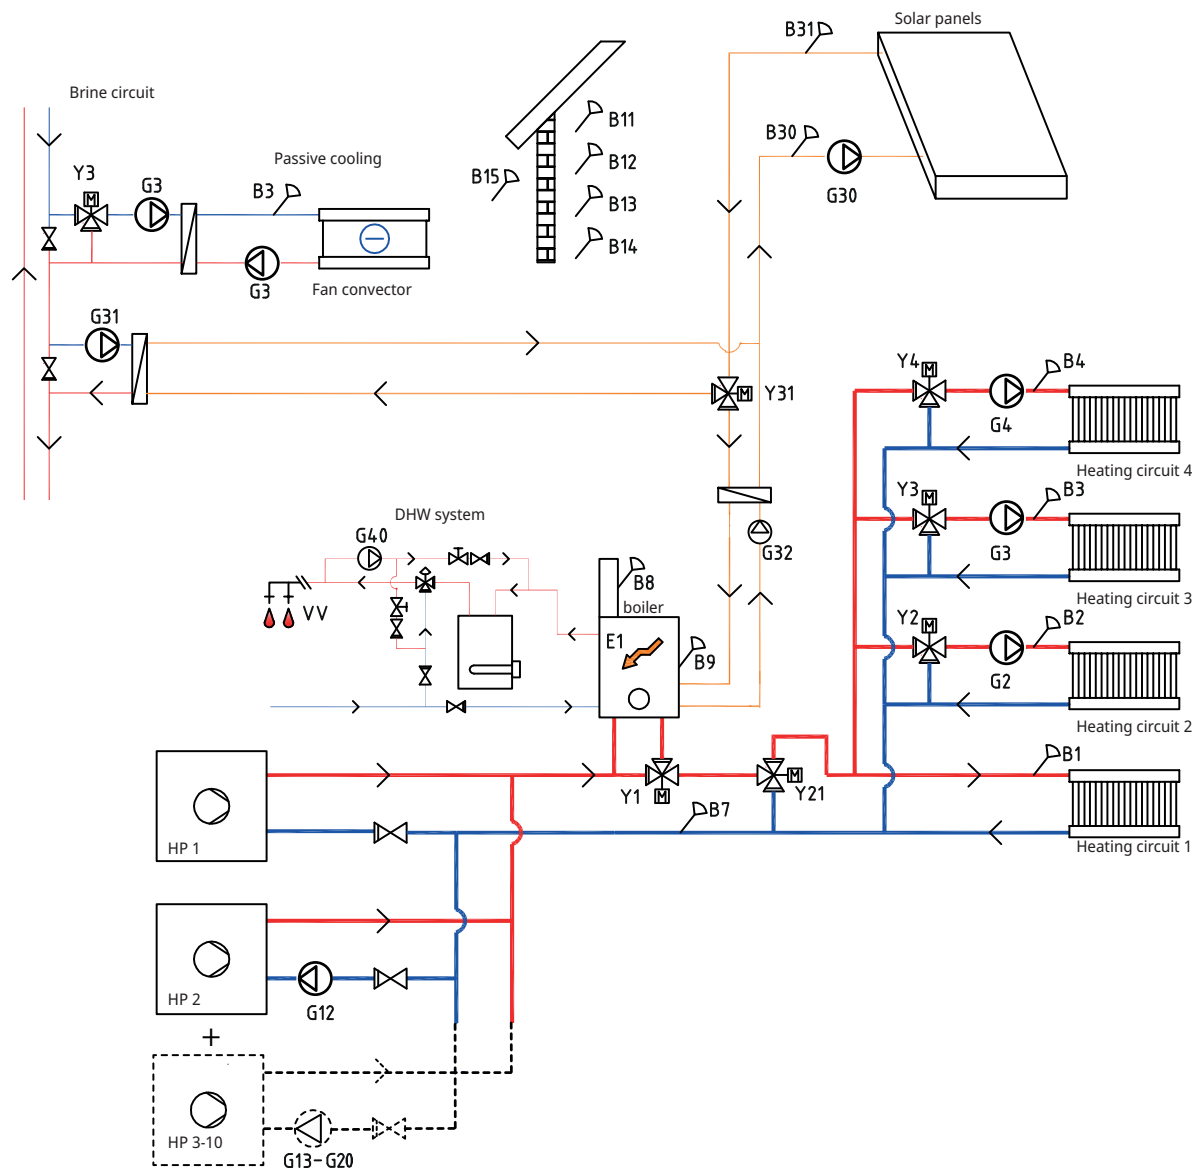 Solar panels
B31
Brine circuit
B11
B30
Passive cooling
B12
Y3
G3
B3
B15
G30
B13
B14
G3
Fan convector
G31
Y4
B4
Y31
G4
Heating circuit 4
Y3
B3
DHW system
G40
G32
G3
B8
boiler
Heating circuit 3
VV
Y2
B2
E1
B9
G2
Heating circuit 2
B1
Y1
Y21
B7
HP 1
Heating circuit 1
HP 2
G12
+
HP 3-10
G13-G20
M
M
M
M
M
M
M